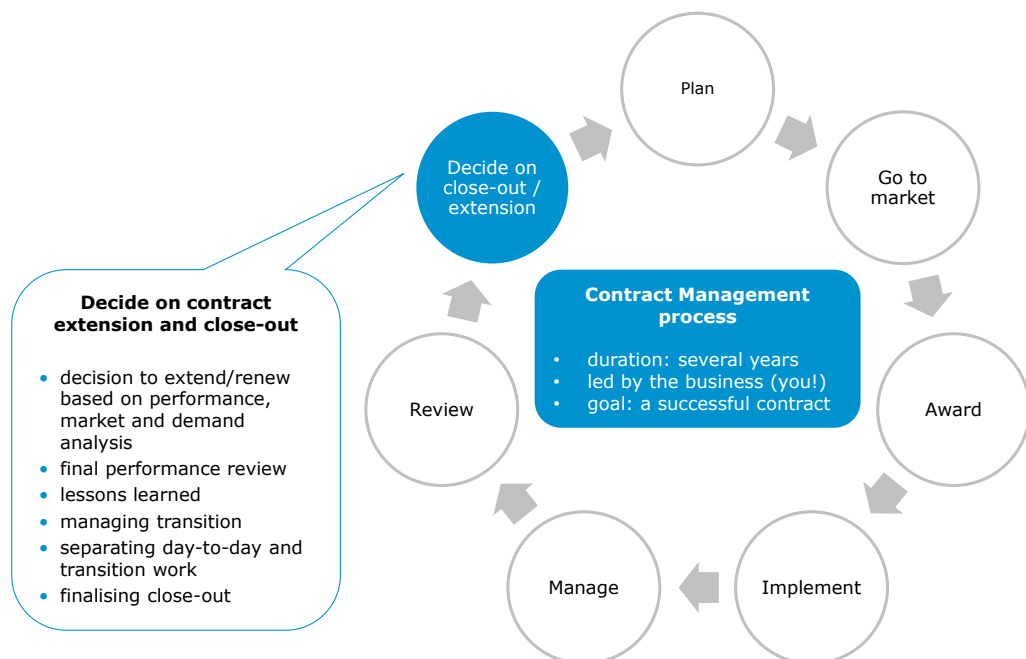 Plan
Go to
market
Award
Implement
Manage
Review
Decide on
close-out /
extension
Contract Management
process
• duration: several years
• led by the business (you!)
• goal: a successful contract
Decide on contract
extension and close-out
• decision to extend/renew
based on performance,
market and demand
analysis
• final performance review
• lessons learned
• managing transition
• separating day-to-day and
transition work
• finalising close-out